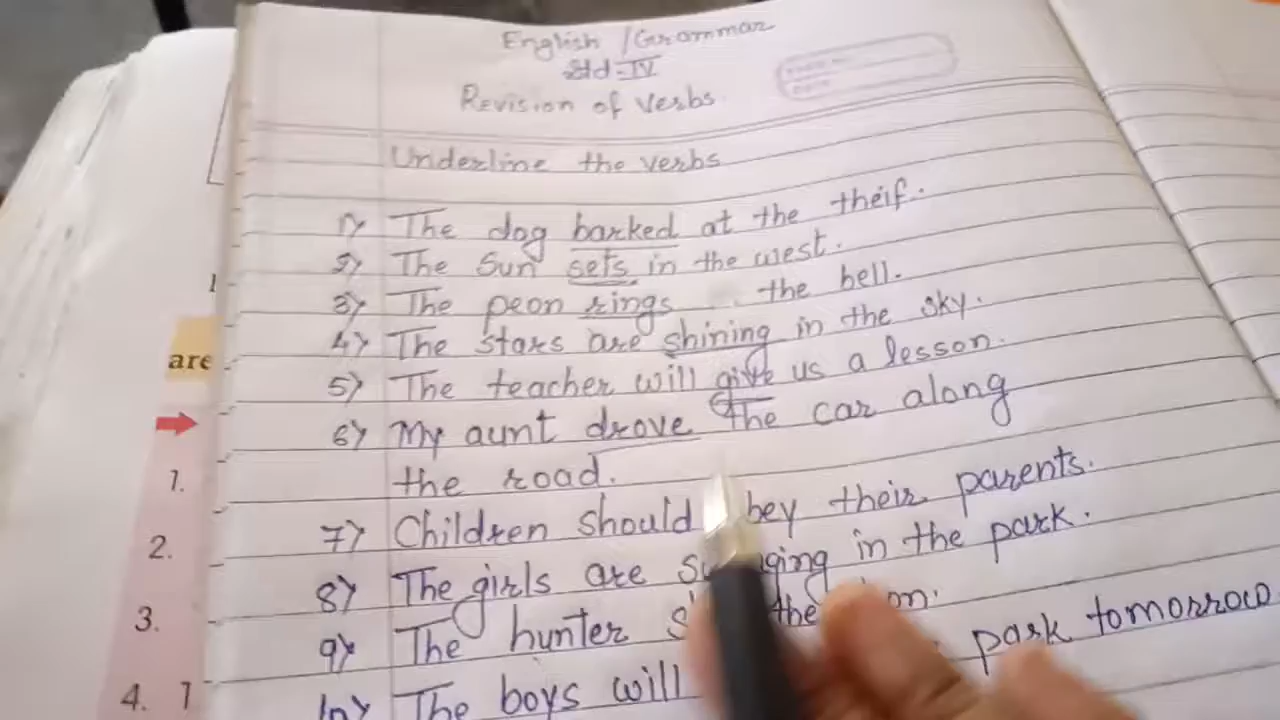 English / Grammar
Std-IV
Revision of Verbs
Underline the verbs
1) The dog barked at the theif.
2) The Sun sets in the west.
3) The peon rings the bell.
4) The stars are shining in the sky.
5) The teacher will give us a lesson.
6) My aunt drove the car along
the road.
7) Children should their parents.
8) The girls are in the park.
9) The hunter the
10) The boys will park tomorrow
are
1.
2.
3.
4.